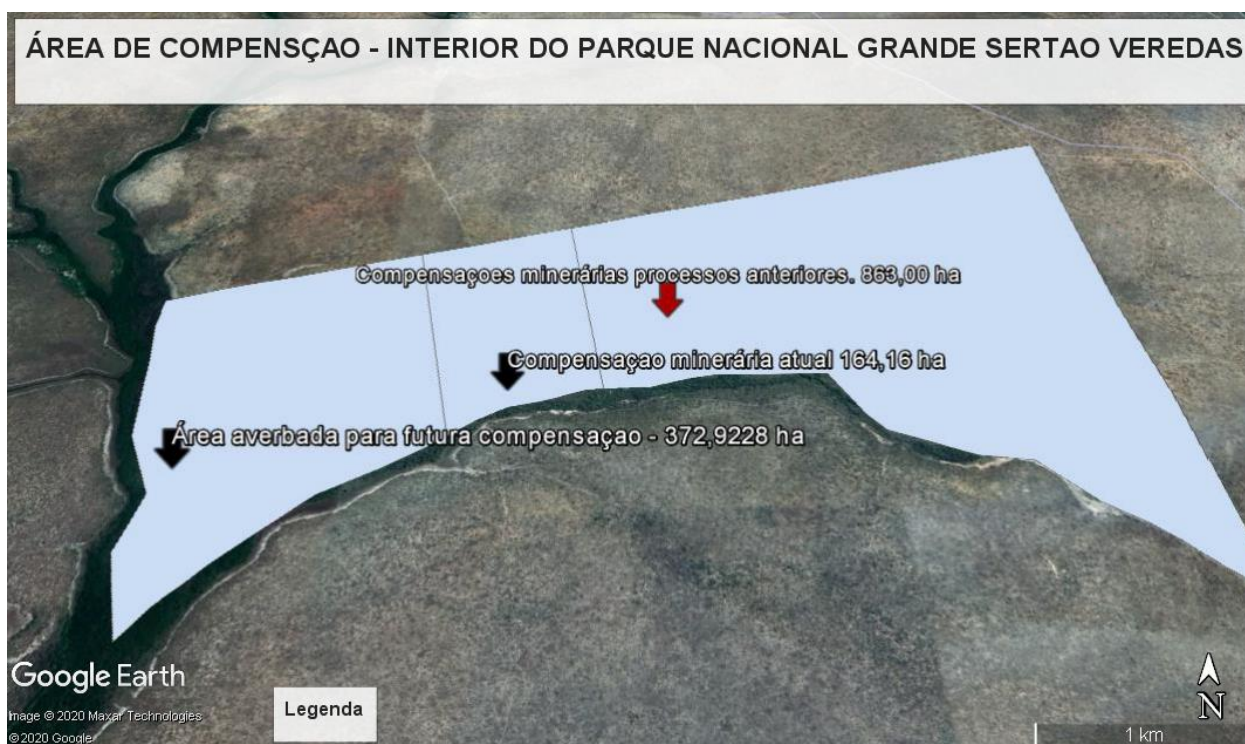 ÁREA DE COMPENSÇAO - INTERIOR DO PARQUE NACIONAL GRANDE SERTAO VEREDAS
Compensaçoes minerárias processos anteriores. 863,00 ha
Compensaçao minerária atual 164,16 ha
Área averbada para futura compensaçao - 372,9228 ha
Google Earth
Image © 2020 Maxar Technologies
© 2020 Google
Legenda
N
1 km